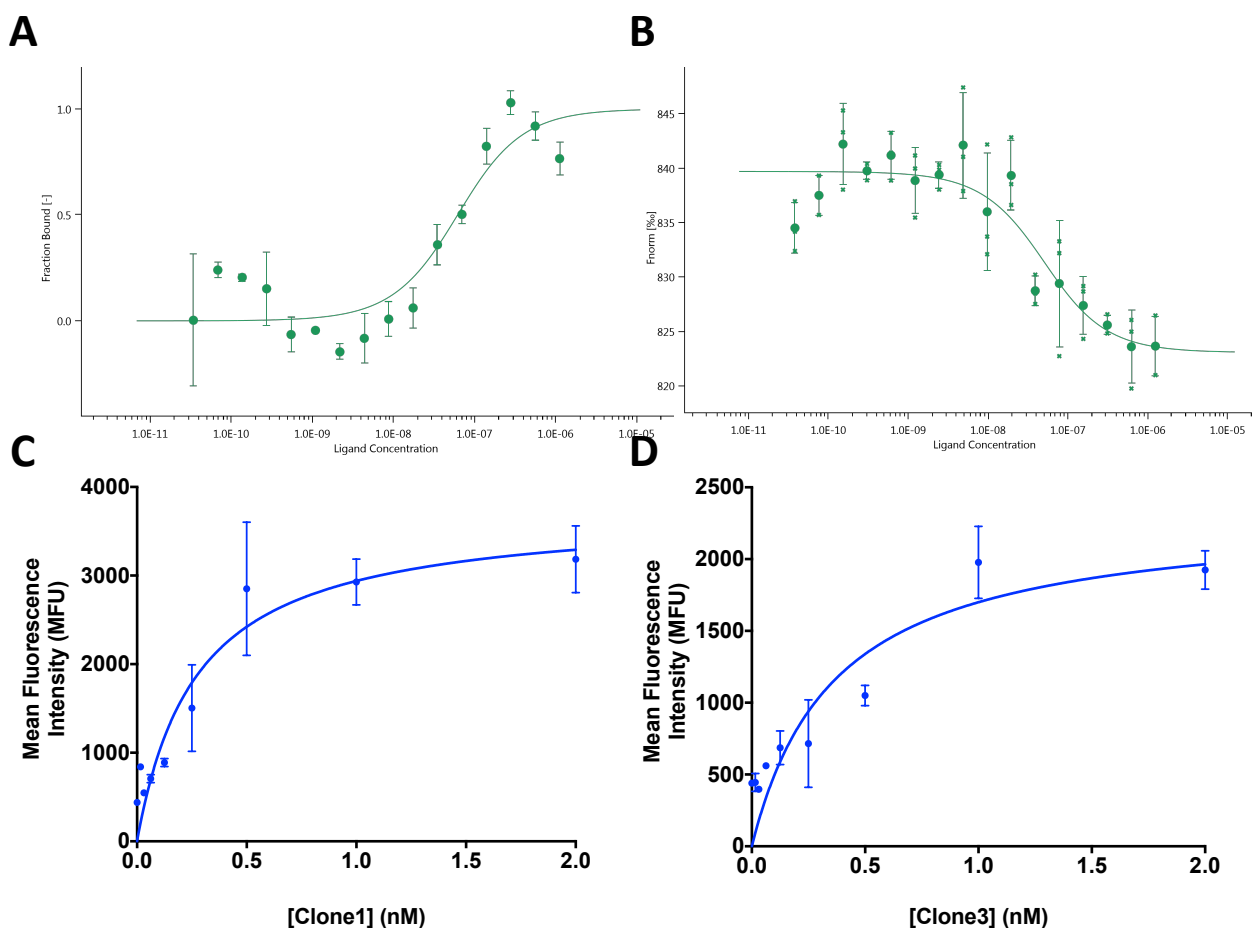 A
1.0
0.5
0.0
Fraction Bound [-]
1.0E-11 1.0E-10 1.0E-09 1.0E-08 1.0E-07 1.0E-06 1.0E-05
Ligand Concentration
B
845
840
835
830
825
820
Fnorm [‰]
1.0E-11 1.0E-10 1.0E-09 1.0E-08 1.0E-07 1.0E-06 1.0E-05
Ligand Concentration
C
4000
3000
2000
1000
0
Mean Fluorescence
Intensity (MFU)
0.0 0.5 1.0 1.5 2.0
[Clone1] (nM)
D
2500
2000
1500
1000
500
0
Mean Fluorescence
Intensity (MFU)
0.0 0.5 1.0 1.5 2.0
[Clone3] (nM)